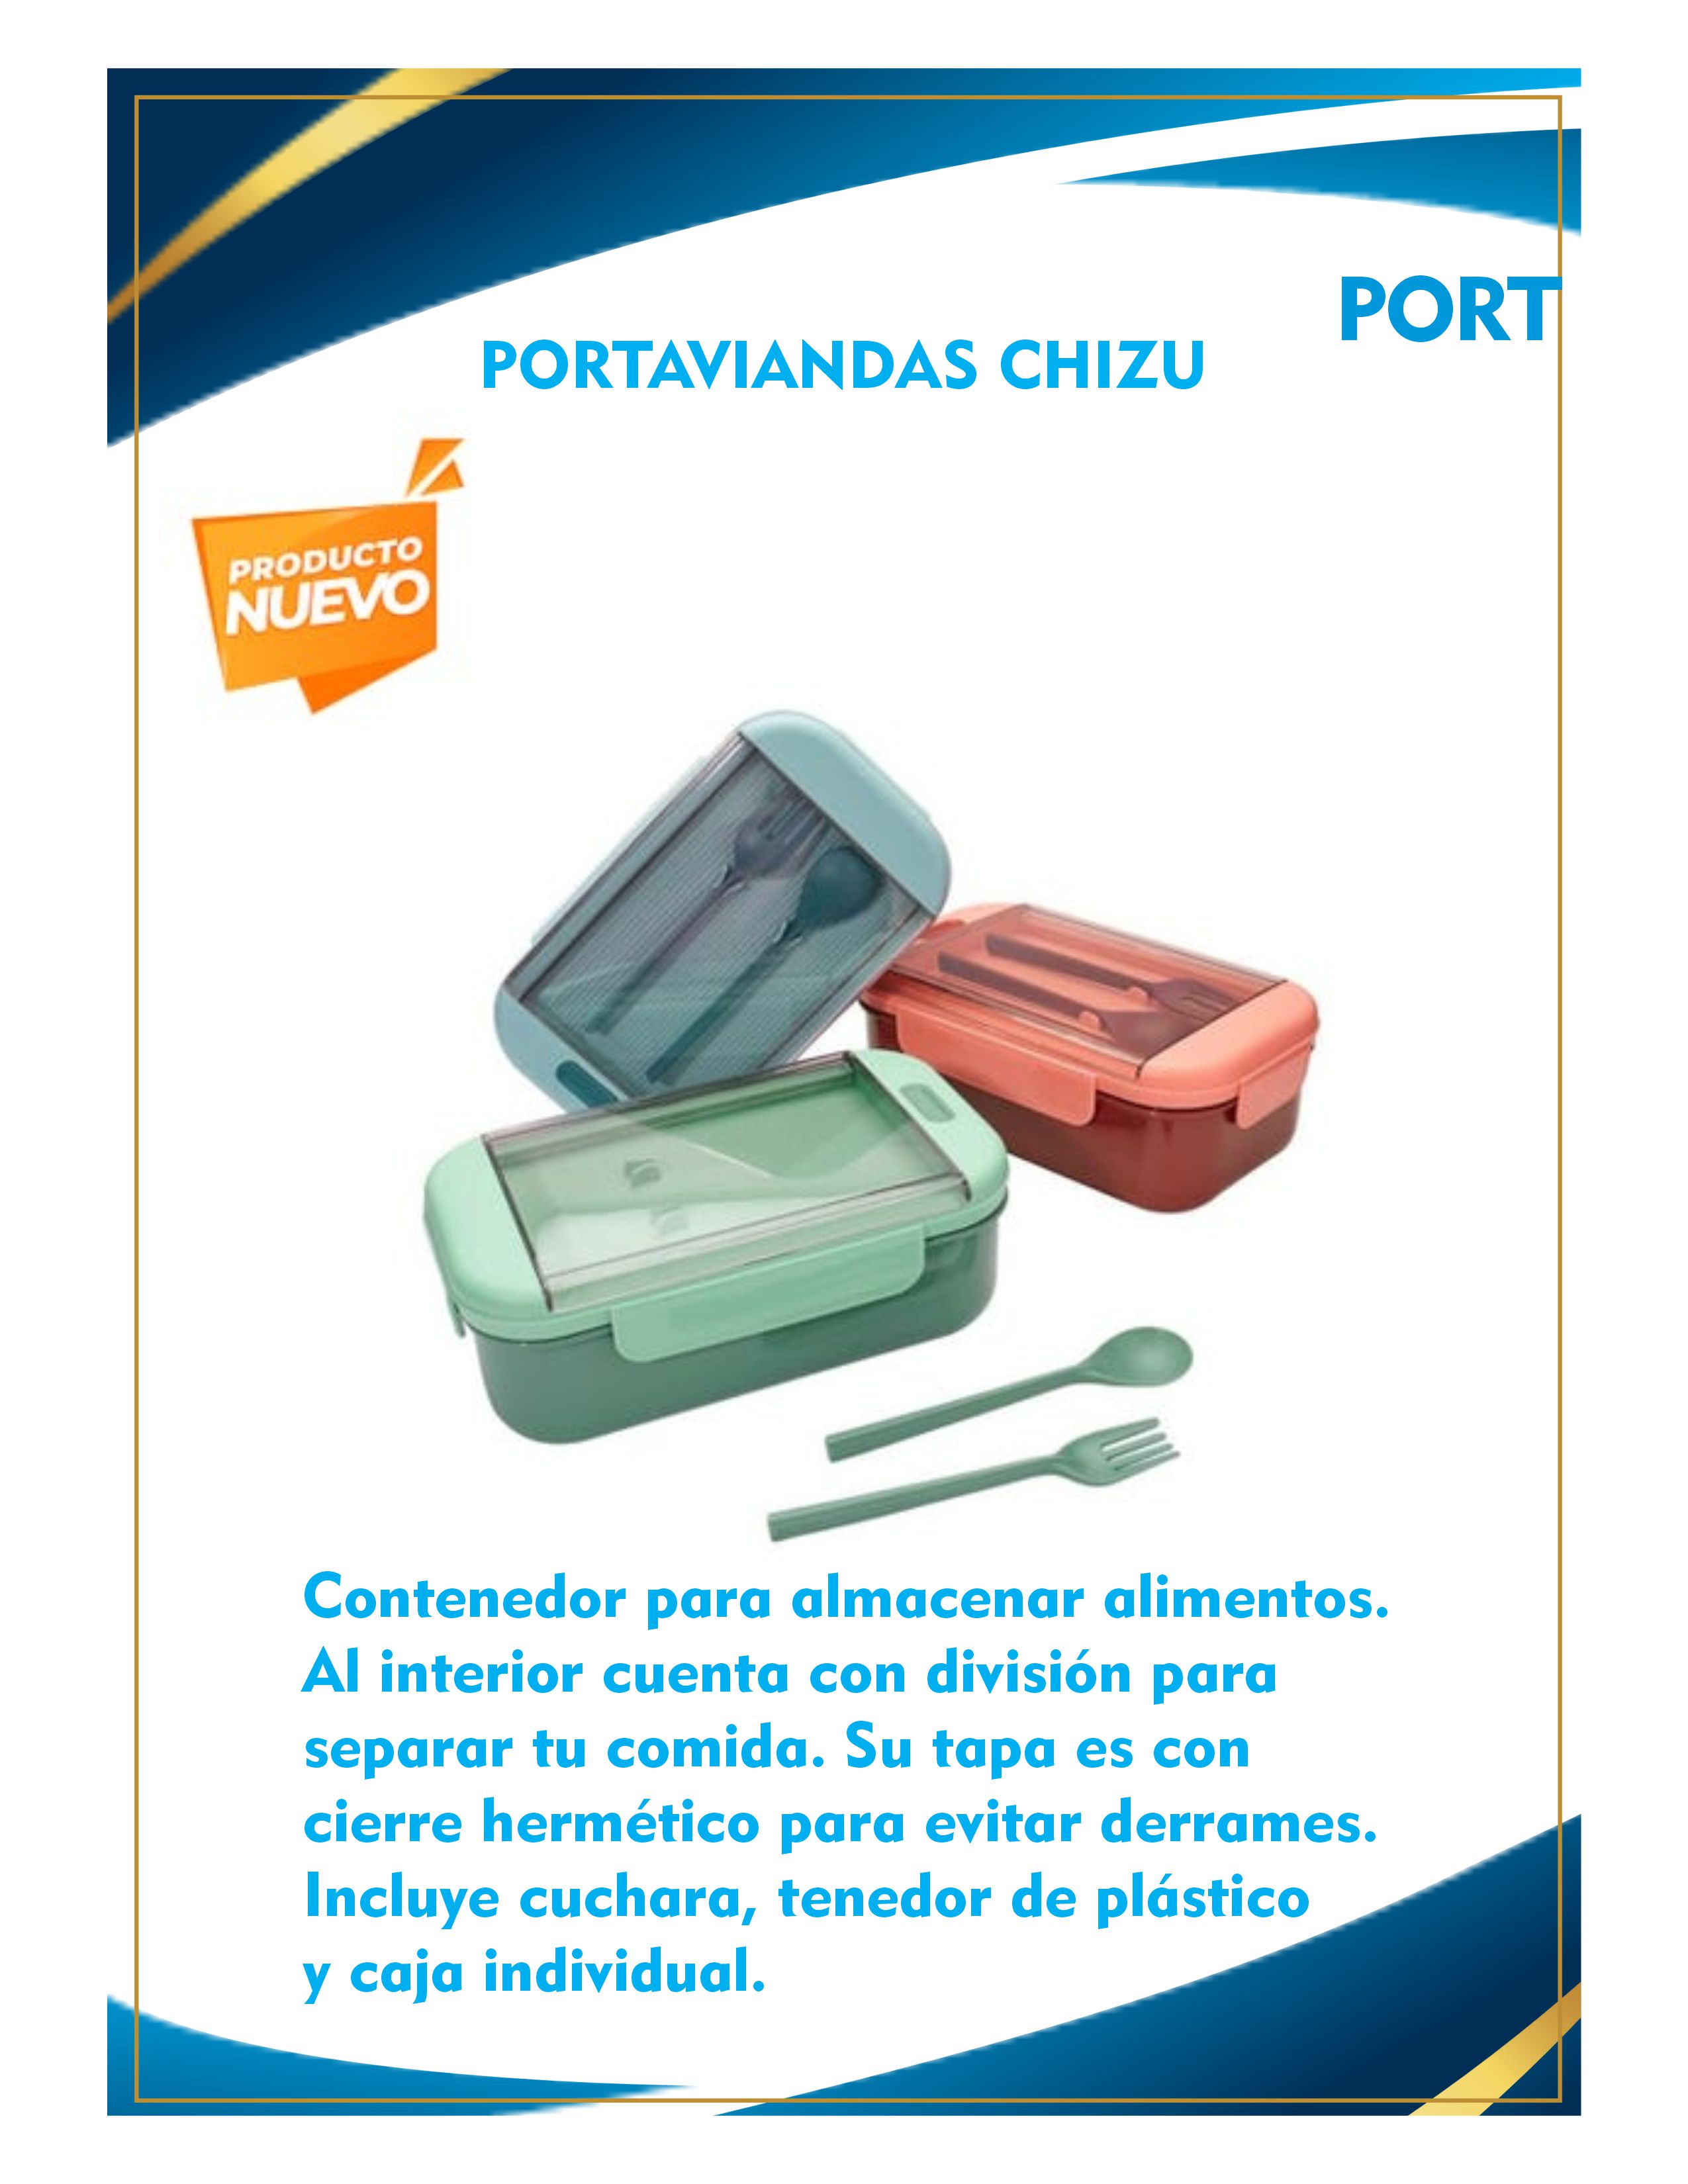 PORT
PORTAVIANDAS CHIZU
PRODUCTO
NUEVO
Contenedor para almacenar alimentos.
Al interior cuenta con división para
separar tu comida. Su tapa es con
cierre hermético para evitar derrames.
Incluye cuchara, tenedor de plástico
y caja individual.